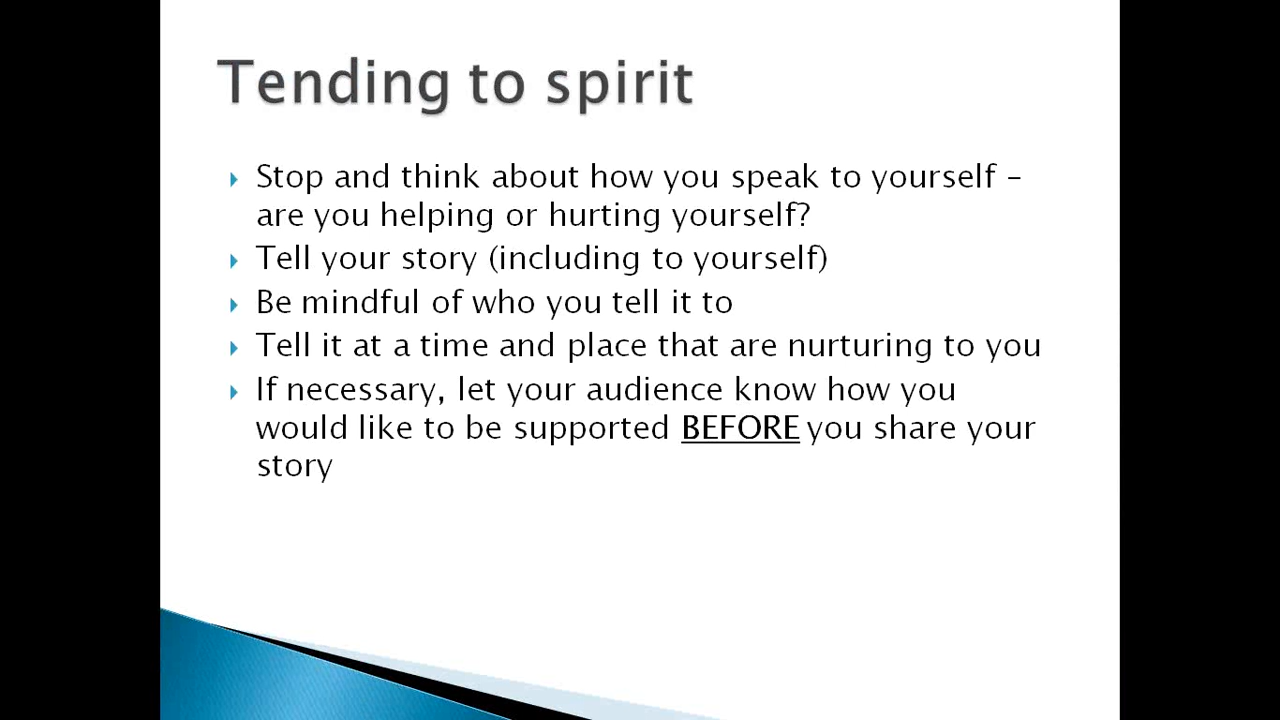 Tending to spirit
Stop and think about how you speak to yourself –
are you helping or hurting yourself?
Tell your story (including to yourself)
Be mindful of who you tell it to
Tell it at a time and place that are nurturing to you
If necessary, let your audience know how you
would like to be supported BEFORE you share your
story